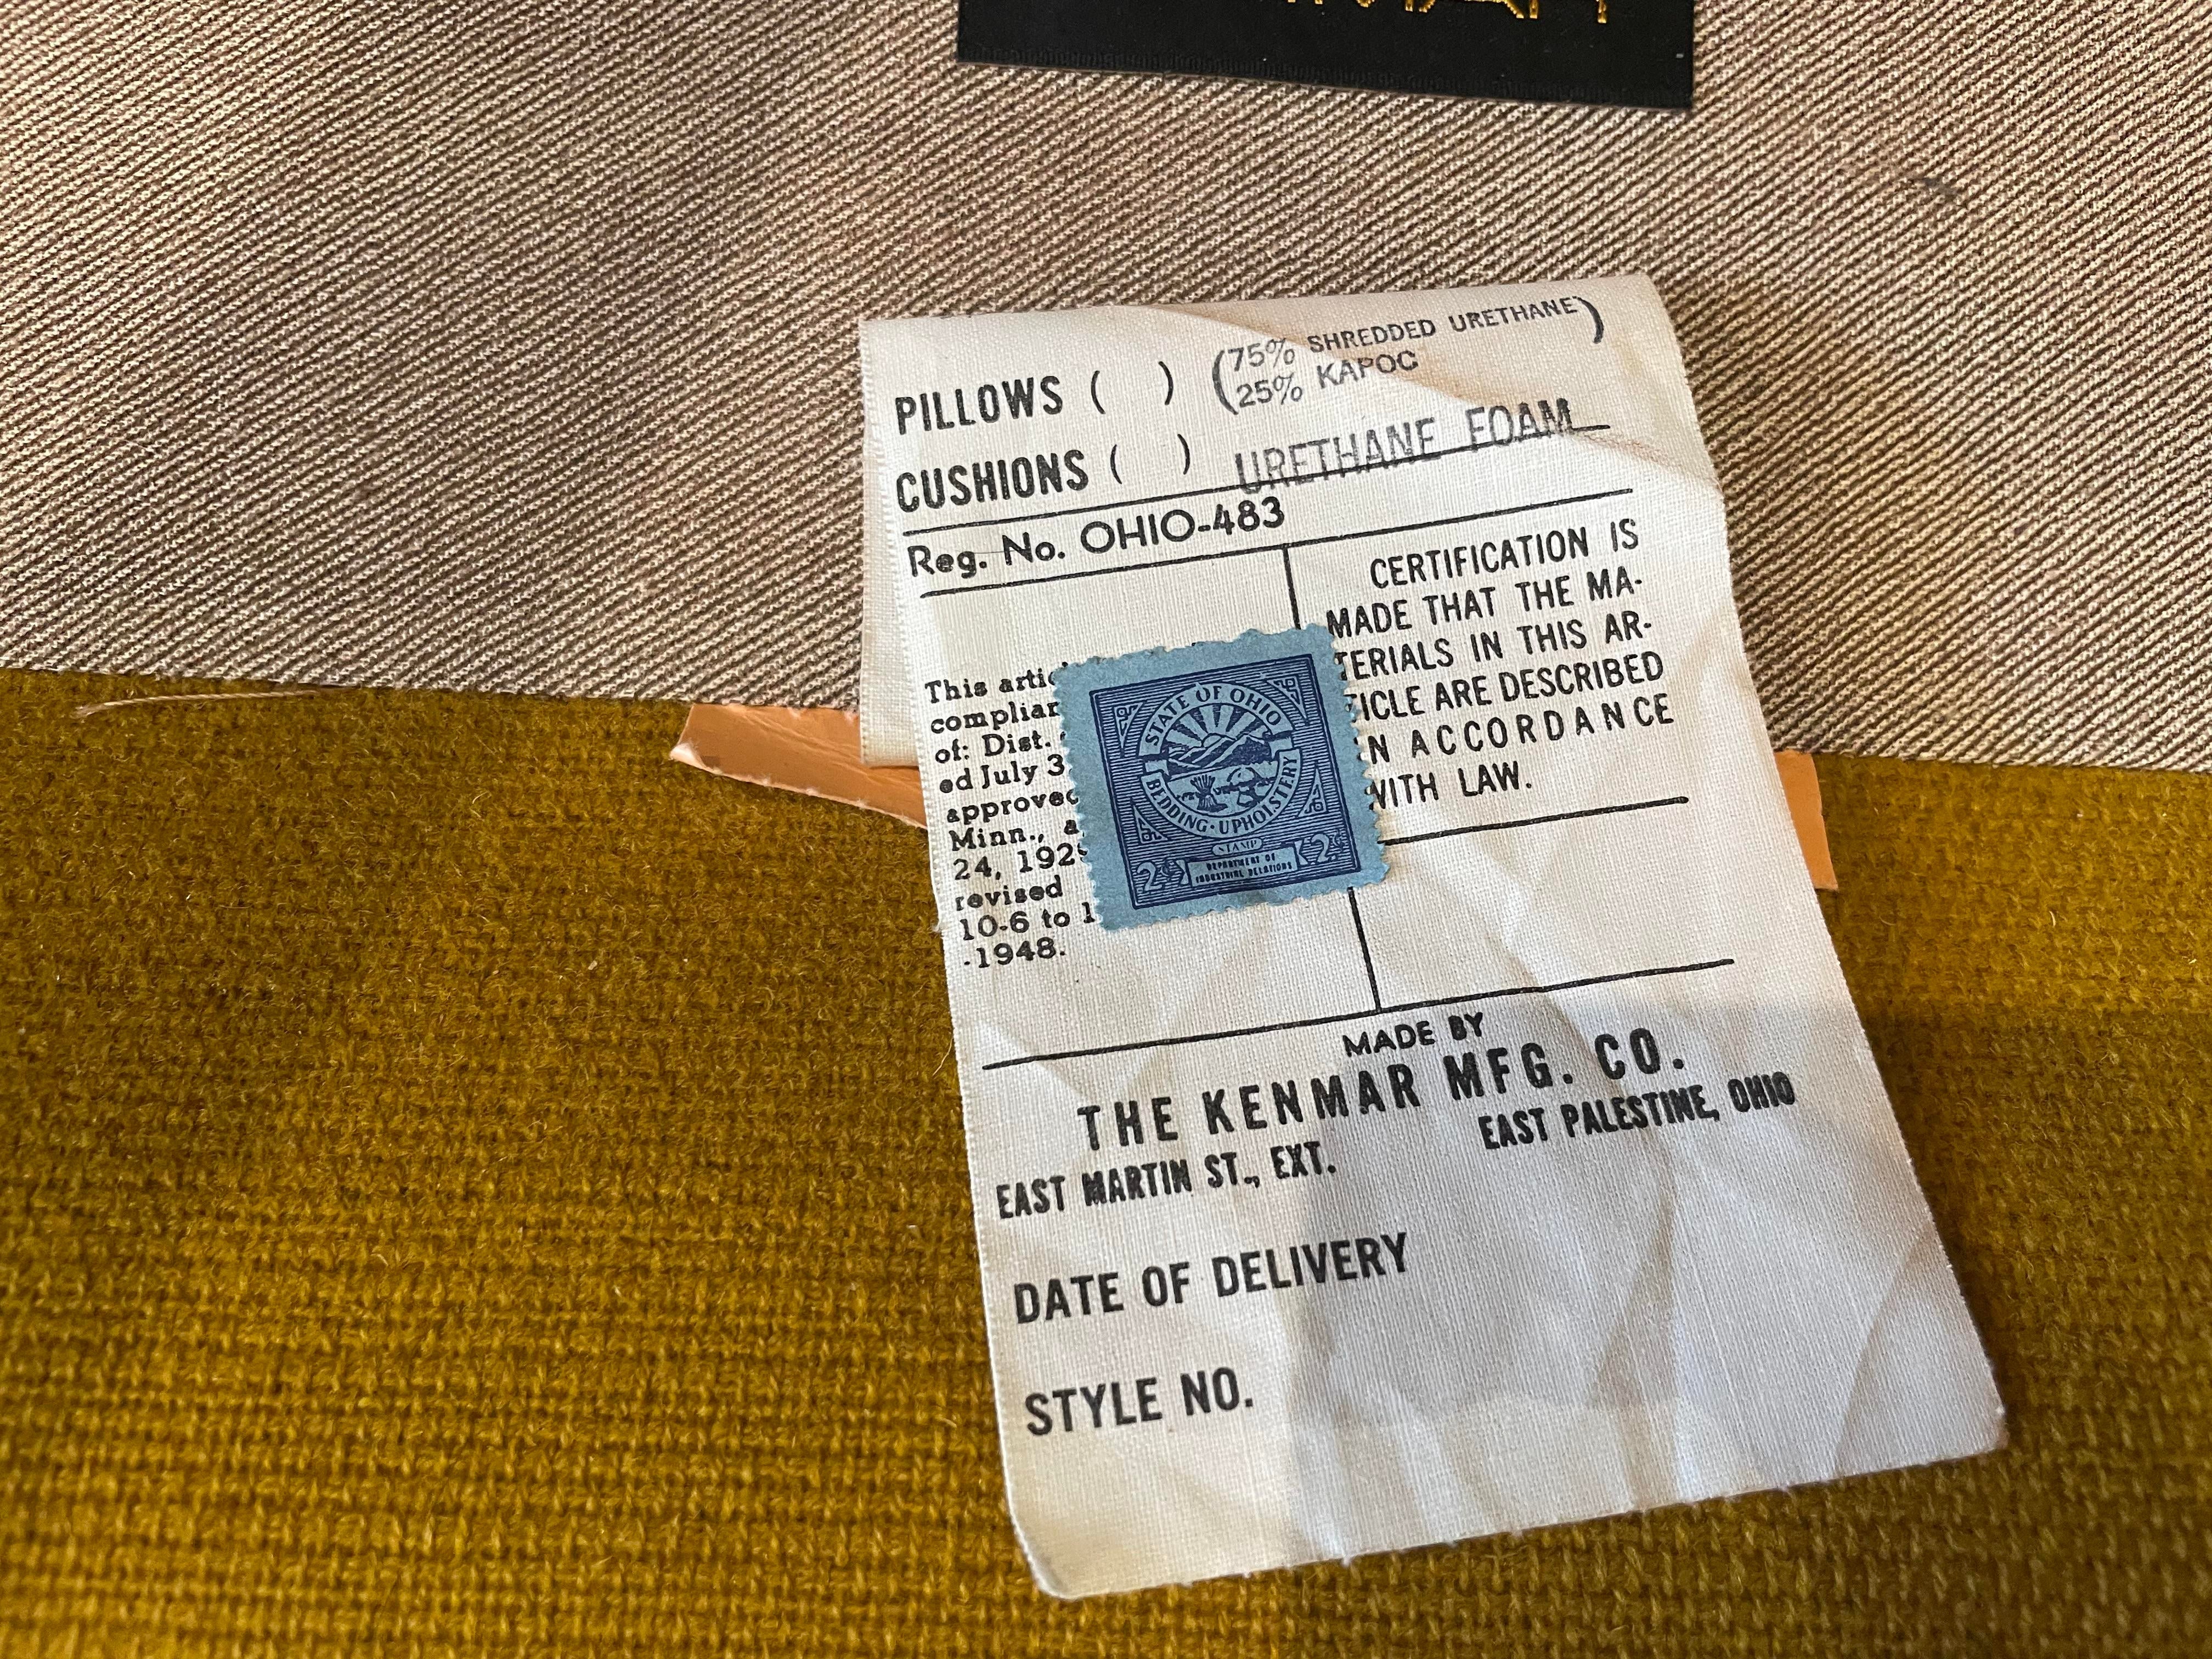 PILLOWS ( ) (75% SHREDDED URETHANE)
25% KAPOC
CUSHIONS ( ) URETHANE FOAM
Reg. No. OHIO-483
This artic
complian
of: Dist.
ed July 3
approved
Minn., a
24, 192
revised
10-6 to 1
-1948.
STATE OF OHIO
BEDDING · UPHOLSTERY
STAMP
2¢ DEPARTMENT OF 2¢
INDUSTRIAL RELATIONS
CERTIFICATION IS
MADE THAT THE MA-
TERIALS IN THIS AR-
ICLE ARE DESCRIBED
N ACCORDANCE
WITH LAW.
MADE BY
THE KENMAR MFG. CO.
EAST MARTIN ST., EXT. EAST PALESTINE, OHIO
DATE OF DELIVERY
STYLE NO.